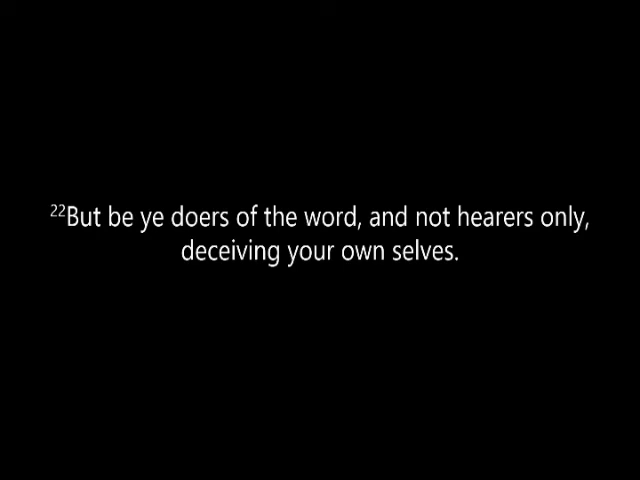 ²²But be ye doers of the word, and not hearers only,
deceiving your own selves.